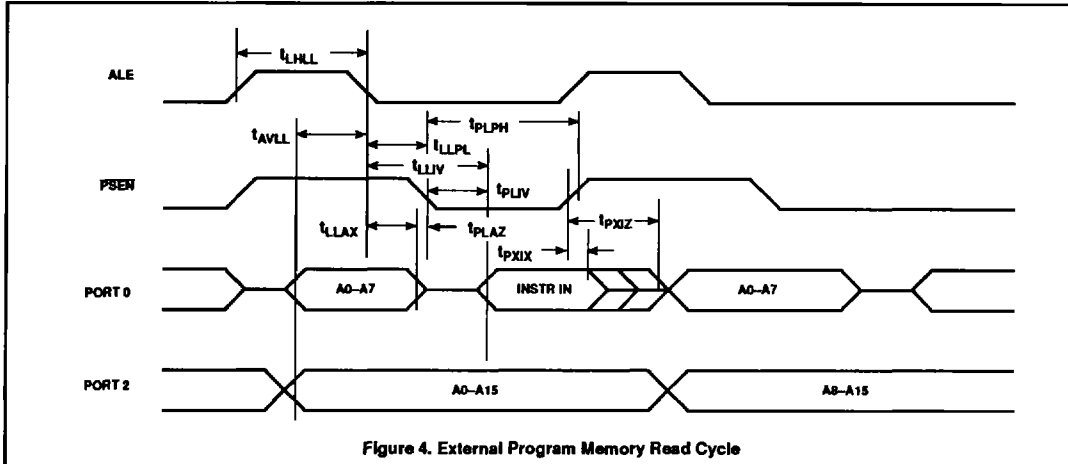 ALE
tLHLL
tAVLL
tLLPL
tPLPH
tLLIV
PSEN
tPLIV
tLLAX
tPLAZ
tPXIZ
tPXIX
PORT 0
A0–A7
INSTR IN
A0–A7
PORT 2
A0–A15
A8–A15
Figure 4. External Program Memory Read Cycle